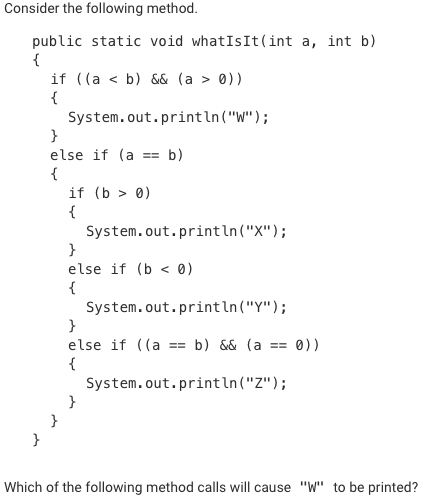 Consider the following method.
public static void whatIsIt(int a, int b)
{
if ((a < b) && (a > 0))
{
System.out.println("W");
}
else if (a == b)
{
if (b > 0)
{
System.out.println("X");
}
else if (b < 0)
{
System.out.println("Y");
}
else if ((a == b) && (a == 0))
{
System.out.println("Z");
}
}
}
Which of the following method calls will cause "W" to be printed?